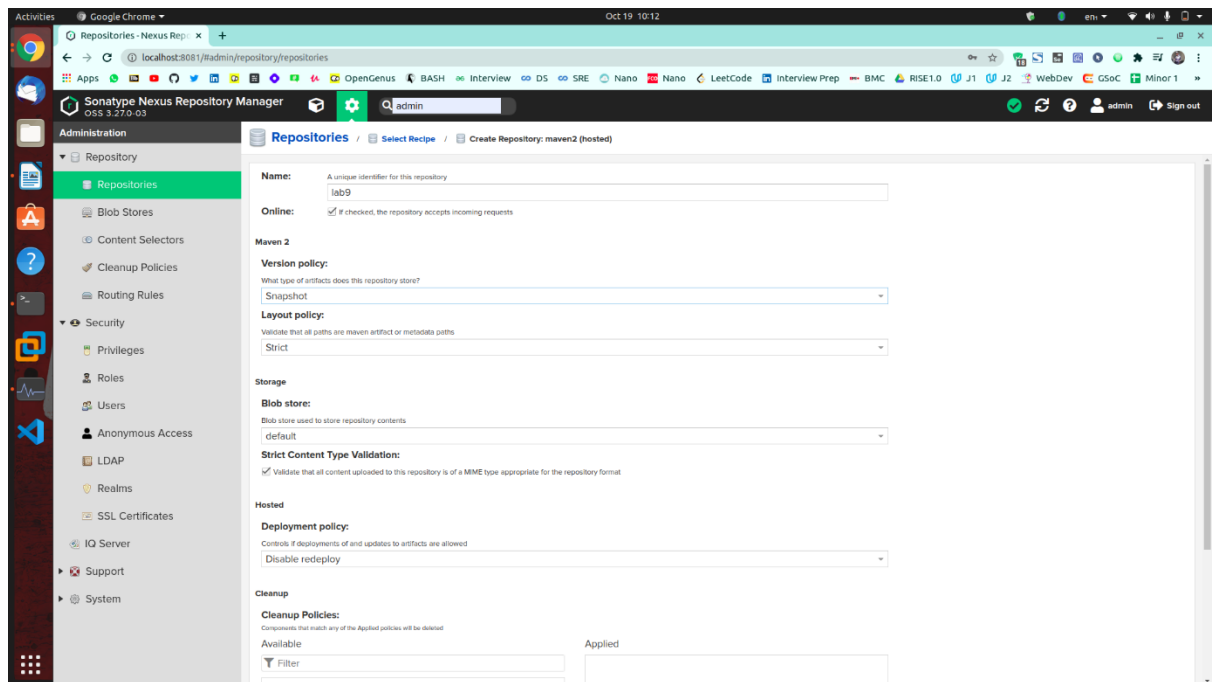 Activities Google Chrome Oct 19 10:12 en₁
Repositories - Nexus Rep
localhost:8081/#admin/repository/repositories
Apps OpenGenus BASH Interview DS SRE Nano Nano LeetCode Interview Prep BMC RISE1.0 J1 J2 WebDev GSoC Minor 1 »
Sonatype Nexus Repository Manager
OSS 3.27.0-03
admin
admin Sign out
Administration
Repositories / Select Recipe / Create Repository: maven2 (hosted)
Repository
Repositories
Blob Stores
Content Selectors
Cleanup Policies
Routing Rules
Security
Privileges
Roles
Users
Anonymous Access
LDAP
Realms
SSL Certificates
IQ Server
Support
System
Name: A unique identifier for this repository
lab9
Online: If checked, the repository accepts incoming requests
Maven 2
Version policy:
What type of artifacts does this repository store?
Snapshot
Layout policy:
Validate that all paths are maven artifact or metadata paths
Strict
Storage
Blob store:
Blob store used to store repository contents
default
Strict Content Type Validation:
Validate that all content uploaded to this repository is of a MIME type appropriate for the repository format
Hosted
Deployment policy:
Controls if deployments of and updates to artifacts are allowed
Disable redeploy
Cleanup
Cleanup Policies:
Components that match any of the Applied policies will be deleted
Available Applied
Filter